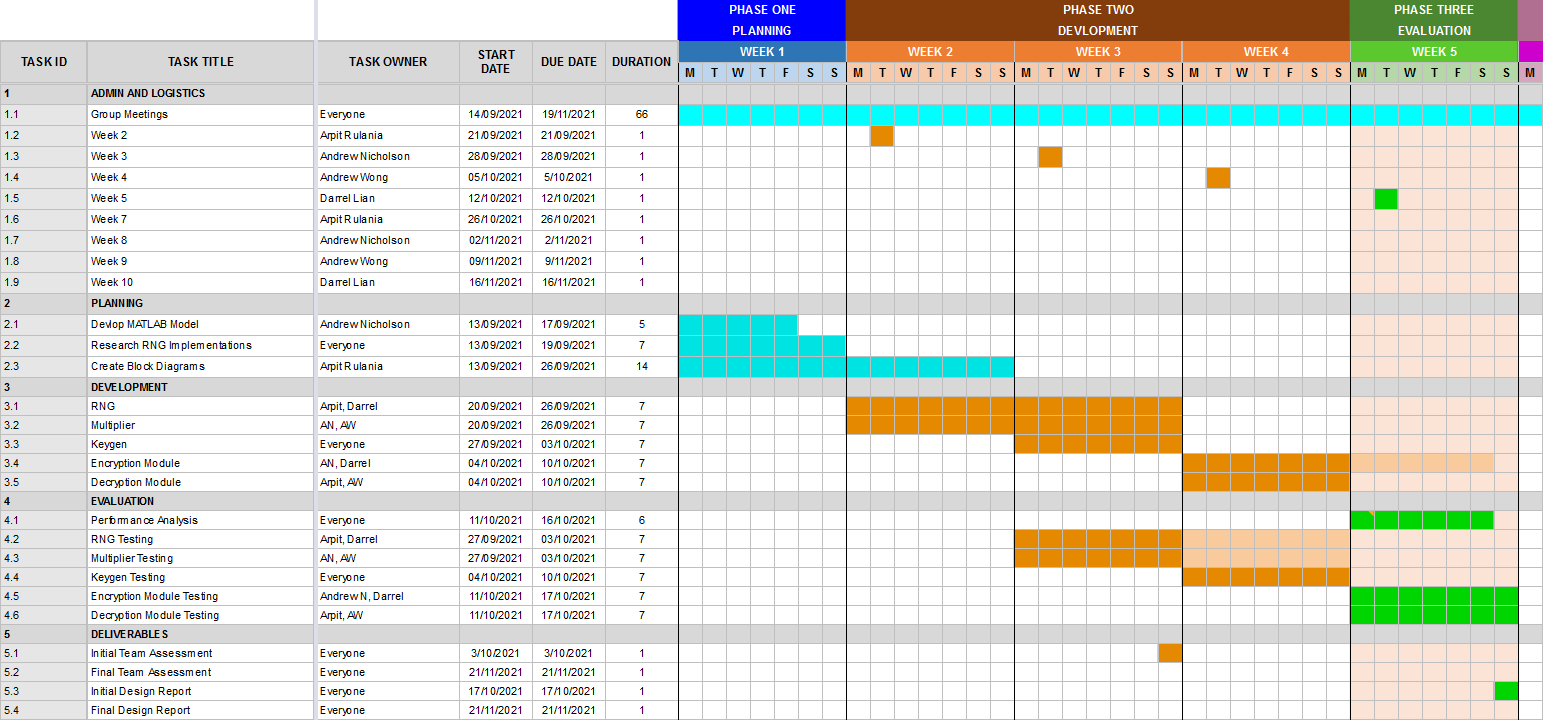 PHASE ONE PHASE TWO PHASE THREE
PLANNING DEVLOPMENT EVALUATION
TASK ID TASK TITLE TASK OWNER START DATE DUE DATE DURATION WEEK 1 WEEK 2 WEEK 3 WEEK 4 WEEK 5
M T W T F S S M T W T F S S M T W T F S S M T W T F S S M T W T F S S M
1 ADMIN AND LOGISTICS
1.1 Group Meetings Everyone 14/09/2021 19/11/2021 66
1.2 Week 2 Arpit Rulania 21/09/2021 21/09/2021 1
1.3 Week 3 Andrew Nicholson 28/09/2021 28/09/2021 1
1.4 Week 4 Andrew Wong 05/10/2021 5/10/2021 1
1.5 Week 5 Darrel Lian 12/10/2021 12/10/2021 1
1.6 Week 7 Arpit Rulania 26/10/2021 26/10/2021 1
1.7 Week 8 Andrew Nicholson 02/11/2021 2/11/2021 1
1.8 Week 9 Andrew Wong 09/11/2021 9/11/2021 1
1.9 Week 10 Darrel Lian 16/11/2021 16/11/2021 1
2 PLANNING
2.1 Devlop MATLAB Model Andrew Nicholson 13/09/2021 17/09/2021 5
2.2 Research RNG Implementations Everyone 13/09/2021 19/09/2021 7
2.3 Create Block Diagrams Arpit Rulania 13/09/2021 26/09/2021 14
3 DEVELOPMENT
3.1 RNG Arpit, Darrel 20/09/2021 26/09/2021 7
3.2 Multiplier AN, AW 20/09/2021 26/09/2021 7
3.3 Keygen Everyone 27/09/2021 03/10/2021 7
3.4 Encryption Module AN, Darrel 04/10/2021 10/10/2021 7
3.5 Decryption Module Arpit, AW 04/10/2021 10/10/2021 7
4 EVALUATION
4.1 Performance Analysis Everyone 11/10/2021 16/10/2021 6
4.2 RNG Testing Arpit, Darrel 27/09/2021 03/10/2021 7
4.3 Multiplier Testing AN, AW 27/09/2021 03/10/2021 7
4.4 Keygen Testing Everyone 04/10/2021 10/10/2021 7
4.5 Encryption Module Testing Andrew N, Darrel 11/10/2021 17/10/2021 7
4.6 Decryption Module Testing Arpit, AW 11/10/2021 17/10/2021 7
5 DELIVERABLES
5.1 Initial Team Assessment Everyone 3/10/2021 3/10/2021 1
5.2 Final Team Assessment Everyone 21/11/2021 21/11/2021 1
5.3 Initial Design Report Everyone 17/10/2021 17/10/2021 1
5.4 Final Design Report Everyone 21/11/2021 21/11/2021 1